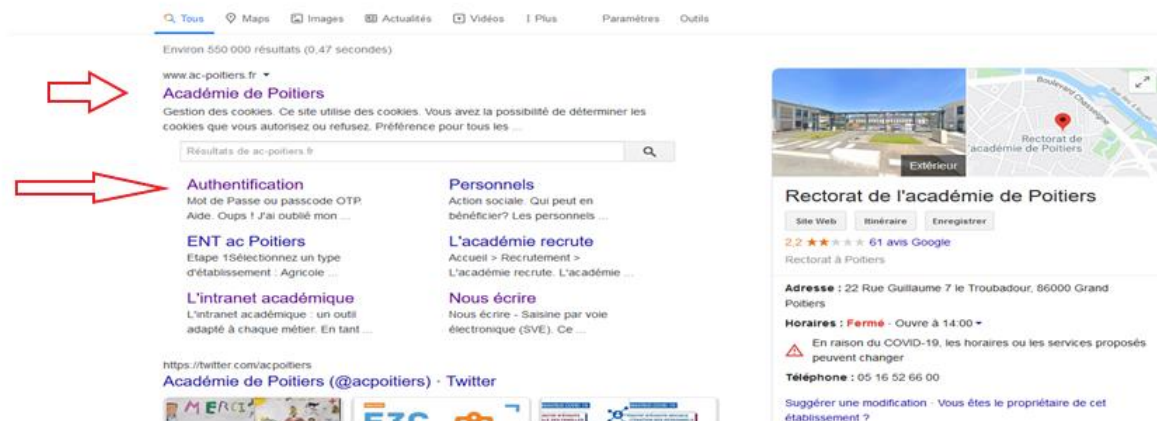 Tous Maps Images Actualités Vidéos Plus Paramètres Outils
Environ 550 000 résultats (0,47 secondes)
www.ac-poitiers.fr
Académie de Poitiers
Gestion des cookies. Ce site utilise des cookies. Vous avez la possibilité de déterminer les
cookies que vous autorisez ou refusez. Préférence pour tous les ...
Résultats de ac-poitiers.fr
Authentification
Mot de Passe ou passcode OTP.
Aide. Oups ! J'ai oublié mon ...
Personnels
Action sociale. Qui peut en
bénéficier? Les personnels ...
ENT ac Poitiers
Etape 1Sélectionnez un type
d'établissement : Agricole ...
L'académie recrute
Accueil > Recrutement >
L'académie recrute. L'académie ...
L'intranet académique
L'intranet académique : un outil
adapté à chaque métier. En tant ...
Nous écrire
Nous écrire - Saisine par voie
électronique (SVE). Ce ...
https://twitter.com/acpoitiers
Académie de Poitiers (@acpoitiers) · Twitter
MERCI
Boulevard Chasseigne
Rectorat de
l'académie de Poitiers
Extérieur
Rectorat de l'académie de Poitiers
Site Web Itinéraire Enregistrer
2,2 ★★★★★ 61 avis Google
Rectorat à Poitiers
Adresse : 22 Rue Guillaume 7 le Troubadour, 86000 Grand
Poitiers
Horaires : Fermé · Ouvre à 14:00
En raison du COVID-19, les horaires ou les services proposés
peuvent changer
Téléphone : 05 16 52 66 00
Suggérer une modification · Vous êtes le propriétaire de cet
établissement ?